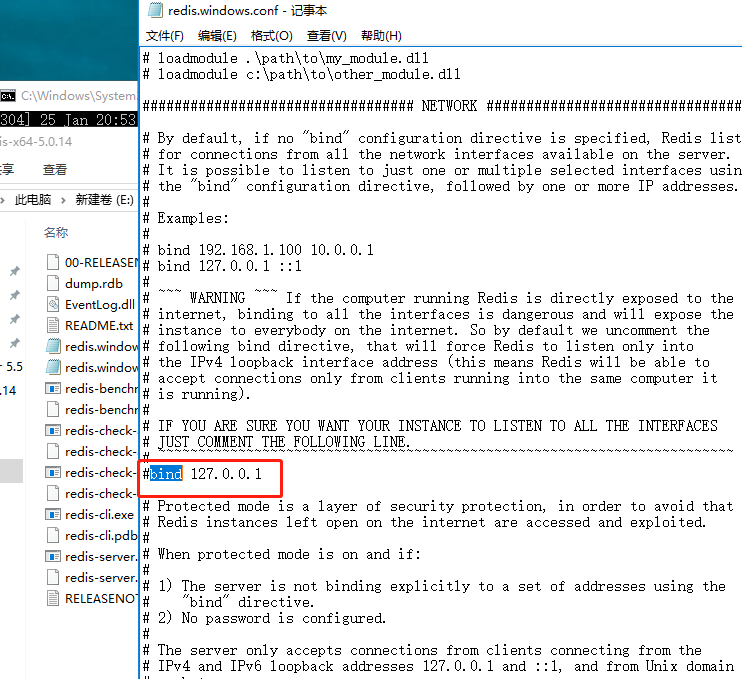 redis.windows.conf - 记事本
文件(F) 编辑(E) 格式(O) 查看(V) 帮助(H)
# loadmodule .\path\to\my_module.dll
# loadmodule c:\path\to\other_module.dll
################################## NETWORK ################################
# By default, if no "bind" configuration directive is specified, Redis list
# for connections from all the network interfaces available on the server.
# It is possible to listen to just one or multiple selected interfaces usin
# the "bind" configuration directive, followed by one or more IP addresses.
#
# Examples:
#
# bind 192.168.1.100 10.0.0.1
# bind 127.0.0.1 ::1
#
# ~~~ WARNING ~~~ If the computer running Redis is directly exposed to the
# internet, binding to all the interfaces is dangerous and will expose the
# instance to everybody on the internet. So by default we uncomment the
# following bind directive, that will force Redis to listen only into
# the IPv4 loopback interface address (this means Redis will be able to
# accept connections only from clients running into the same computer it
# is running).
#
# IF YOU ARE SURE YOU WANT YOUR INSTANCE TO LISTEN TO ALL THE INTERFACES
# JUST COMMENT THE FOLLOWING LINE.
# ~~~~~~~~~~~~~~~~~~~~~~~~~~~~~~~~~~~~~~~~~~~~~~~~~~~~~~~~~~~~~~~~~~~~~~~~
#bind 127.0.0.1
# Protected mode is a layer of security protection, in order to avoid that
# Redis instances left open on the internet are accessed and exploited.
#
# When protected mode is on and if:
#
# 1) The server is not binding explicitly to a set of addresses using the
#    "bind" directive.
# 2) No password is configured.
#
# The server only accepts connections from clients connecting from the
# IPv4 and IPv6 loopback addresses 127.0.0.1 and ::1, and from Unix domain
C:\Windows\System
304] 25 Jan 20:53
is-x64-5.0.14
享 查看
此电脑 › 新建卷 (E:)
名称
00-RELEASEN
dump.rdb
EventLog.dll
README.txt
redis.window
redis.window
redis-benchr
redis-benchr
redis-check-
redis-check-
redis-check-
redis-check-
redis-cli.exe
redis-cli.pdb
redis-server.
redis-server.
RELEASENOT
r 5.5
.14